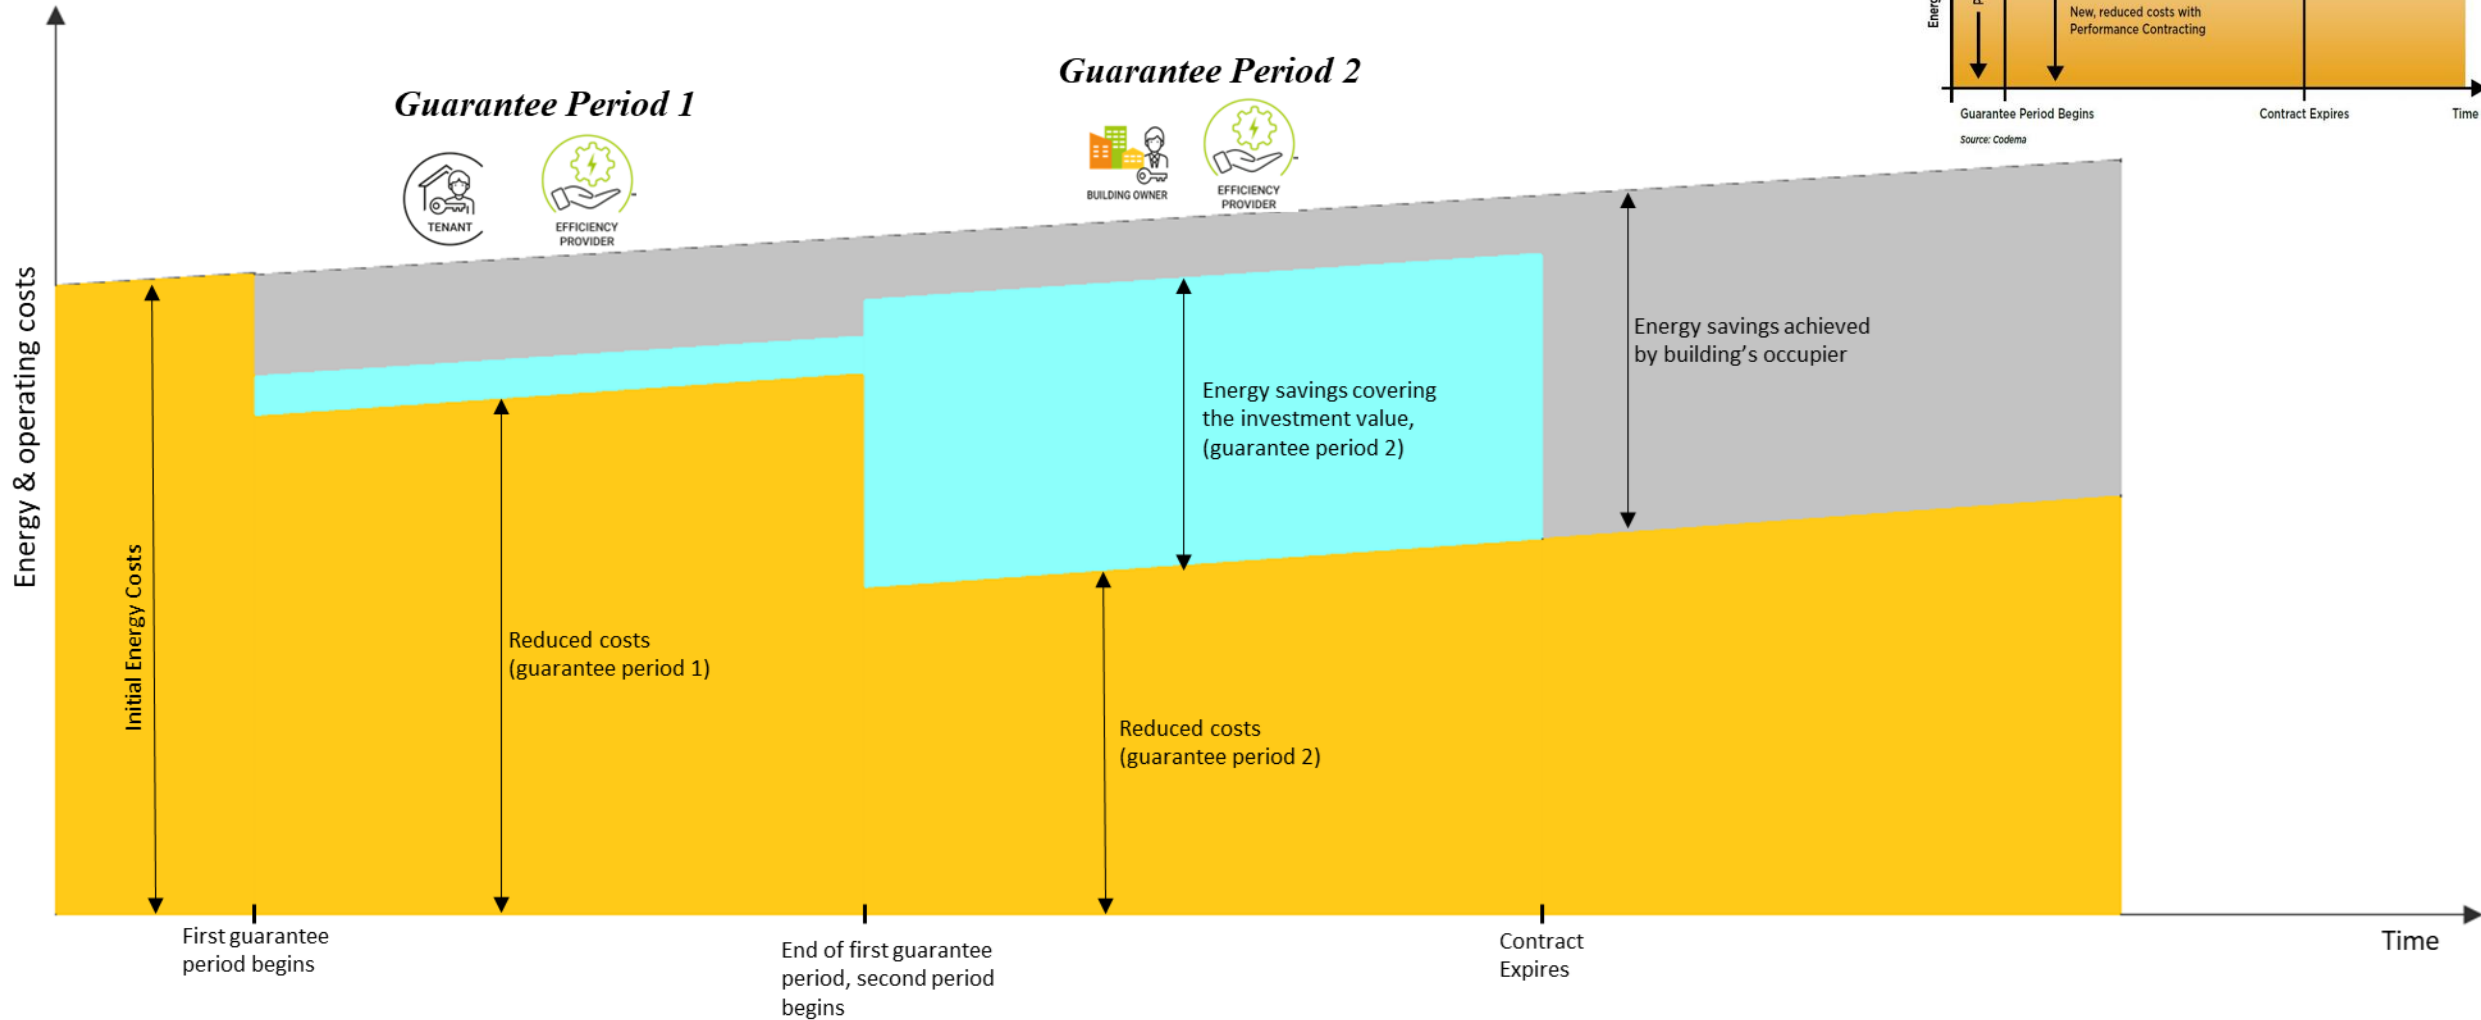 Energy & operating costs
Guarantee Period 1
TENANT
EFFICIENCY
PROVIDER
Guarantee Period 2
BUILDING OWNER
EFFICIENCY
PROVIDER
New, reduced costs with
Performance Contracting
Guarantee Period Begins
Contract Expires
Time
Source: Codema
Initial Energy Costs
Reduced costs
(guarantee period 1)
Energy savings covering
the investment value,
(guarantee period 2)
Reduced costs
(guarantee period 2)
Energy savings achieved
by building’s occupier
First guarantee
period begins
End of first guarantee
period, second period
begins
Contract
Expires
Time